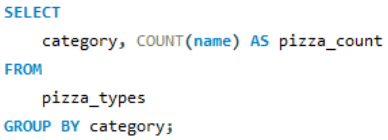 SELECT
    category, COUNT(name) AS pizza_count
FROM
    pizza_types
GROUP BY category;